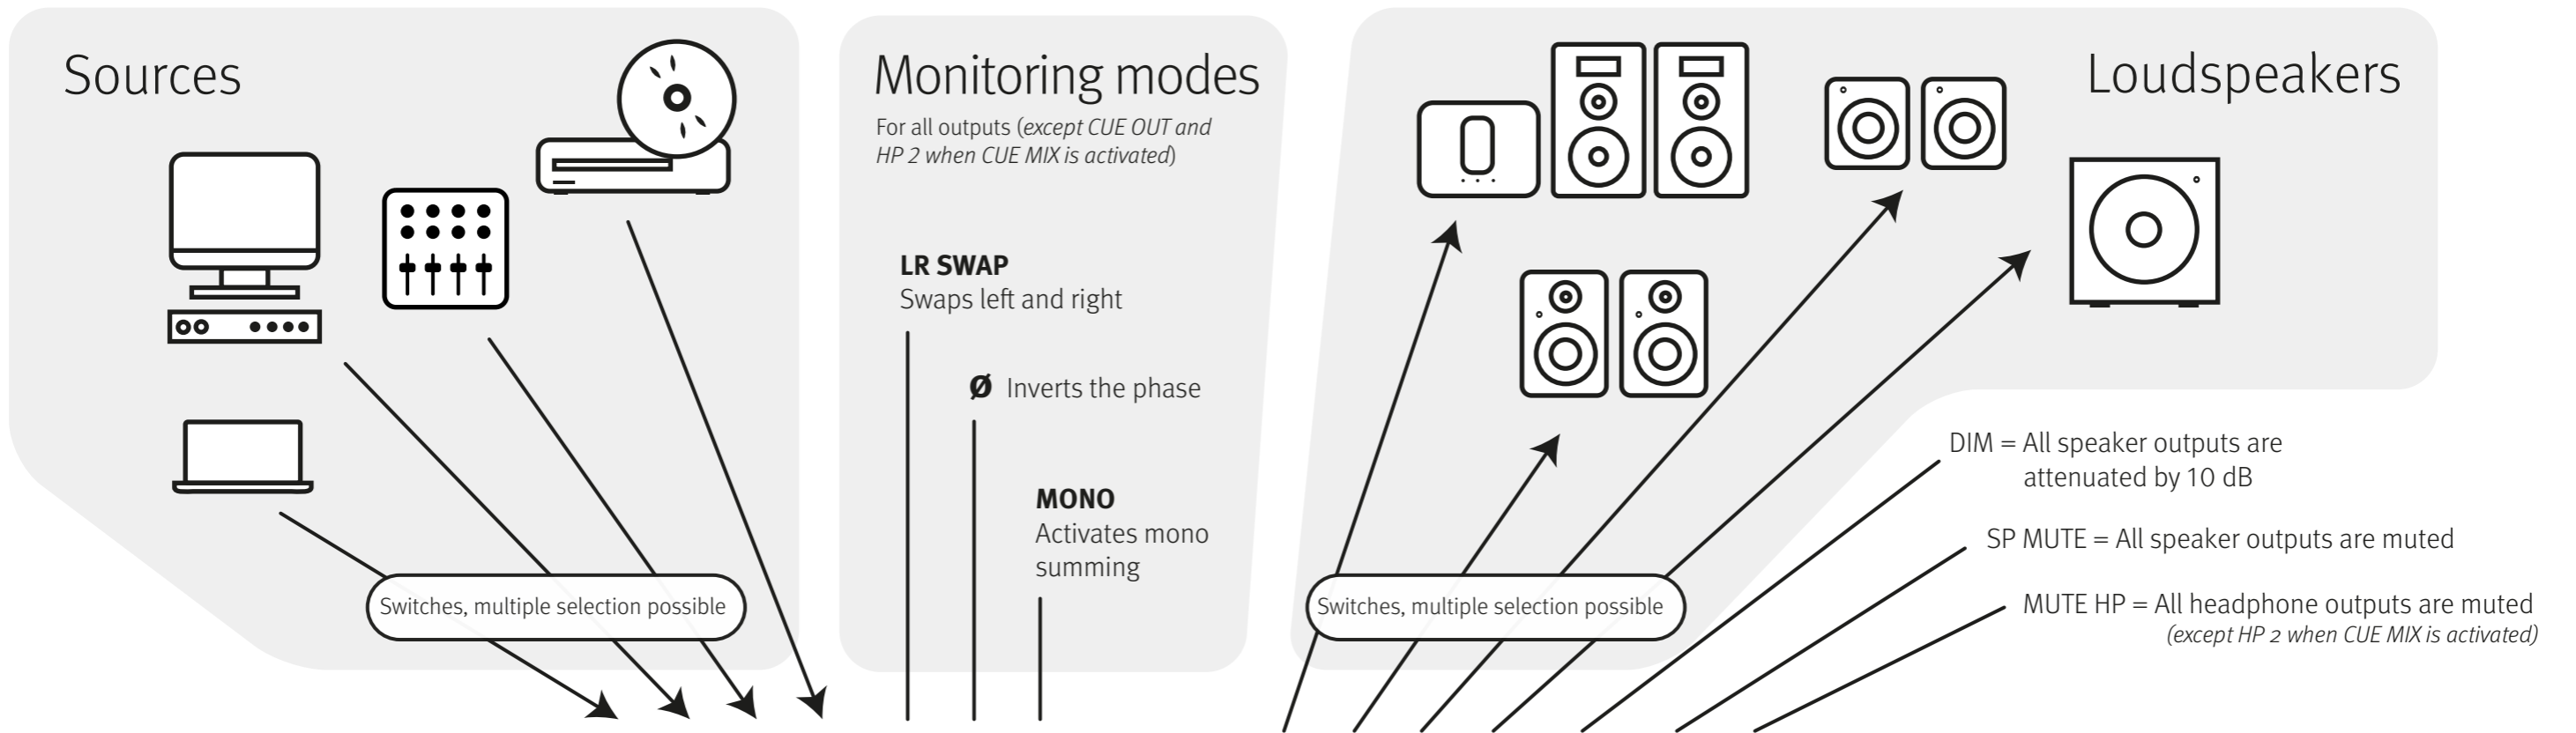 Sources
Switches, multiple selection possible
Monitoring modes
For all outputs (except CUE OUT and
HP 2 when CUE MIX is activated)
LR SWAP
Swaps left and right
Ø Inverts the phase
MONO
Activates mono
summing
Loudspeakers
Switches, multiple selection possible
DIM = All speaker outputs are
attenuated by 10 dB
SP MUTE = All speaker outputs are muted
MUTE HP = All headphone outputs are muted
(except HP 2 when CUE MIX is activated)